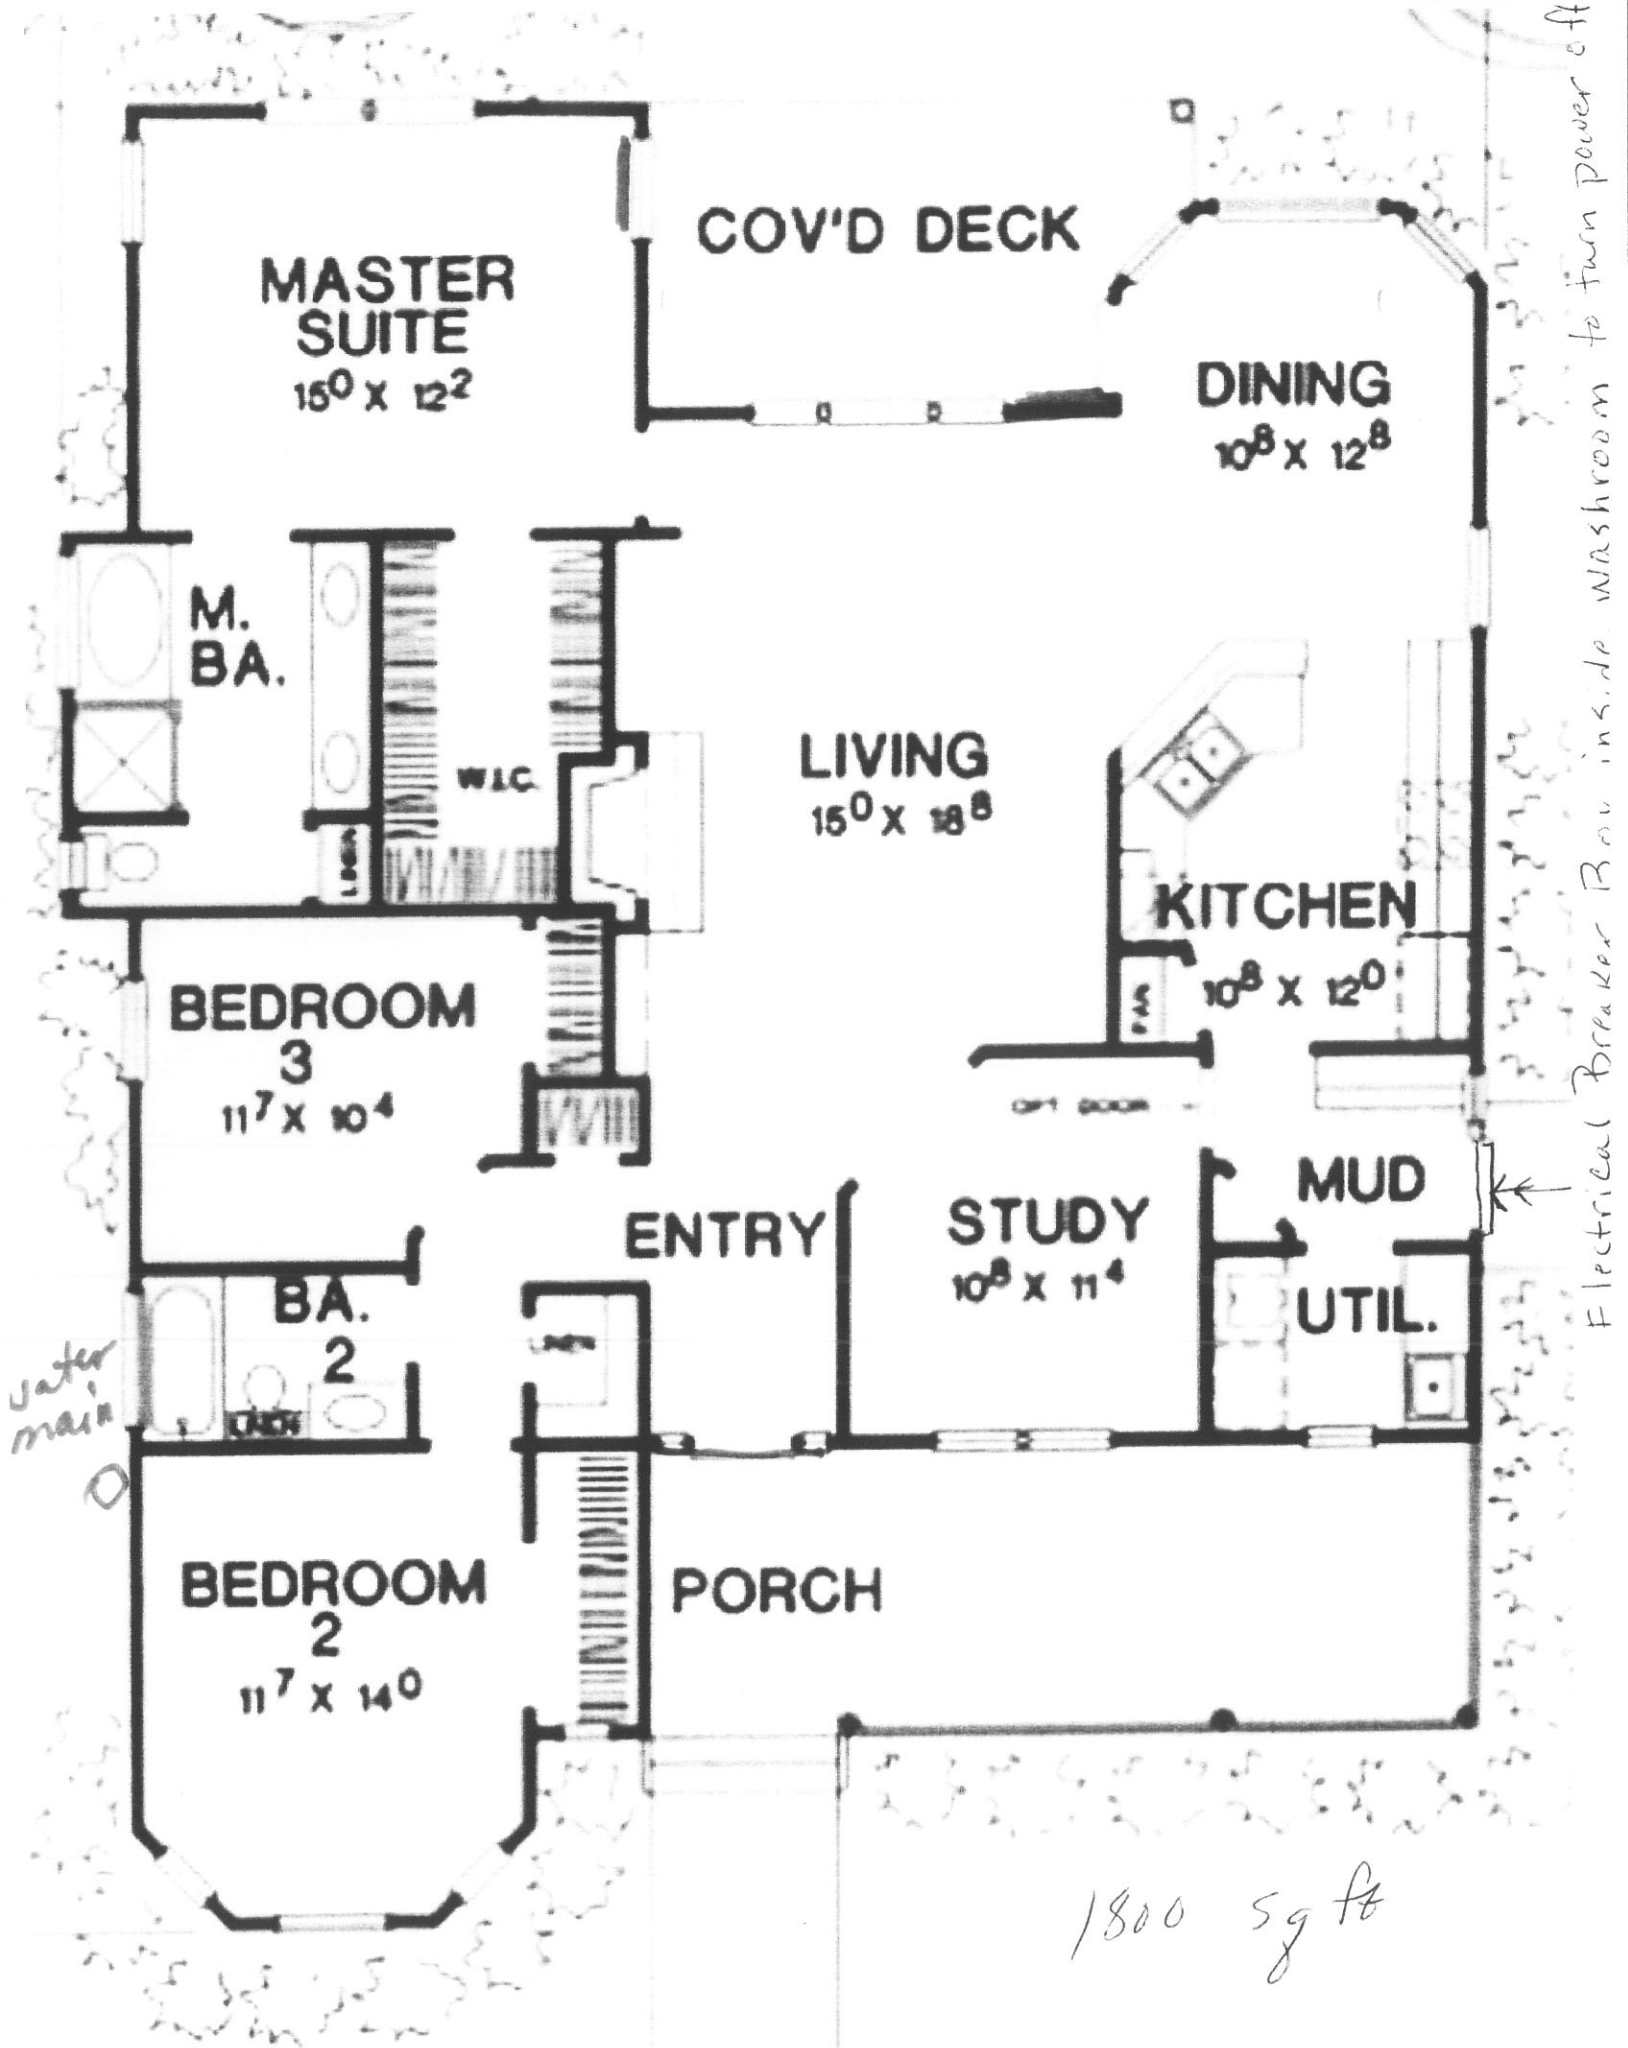 COV'D DECK
MASTER
SUITE
15⁰ X 12²
DINING
10⁸ X 12⁸
M.
BA.
W.I.C.
LIVING
15⁰ X 18⁸
LINEN
KITCHEN
10⁸ X 12⁰
PAN
BEDROOM
3
11⁷ X 10⁴
OPT DOOR
MUD
ENTRY
STUDY
10⁸ X 11⁴
BA.
2
UTIL.
water
main
BEDROOM
2
11⁷ X 14⁰
PORCH
1800 sq ft
Electrical Breaker Box inside washroom to turn power off